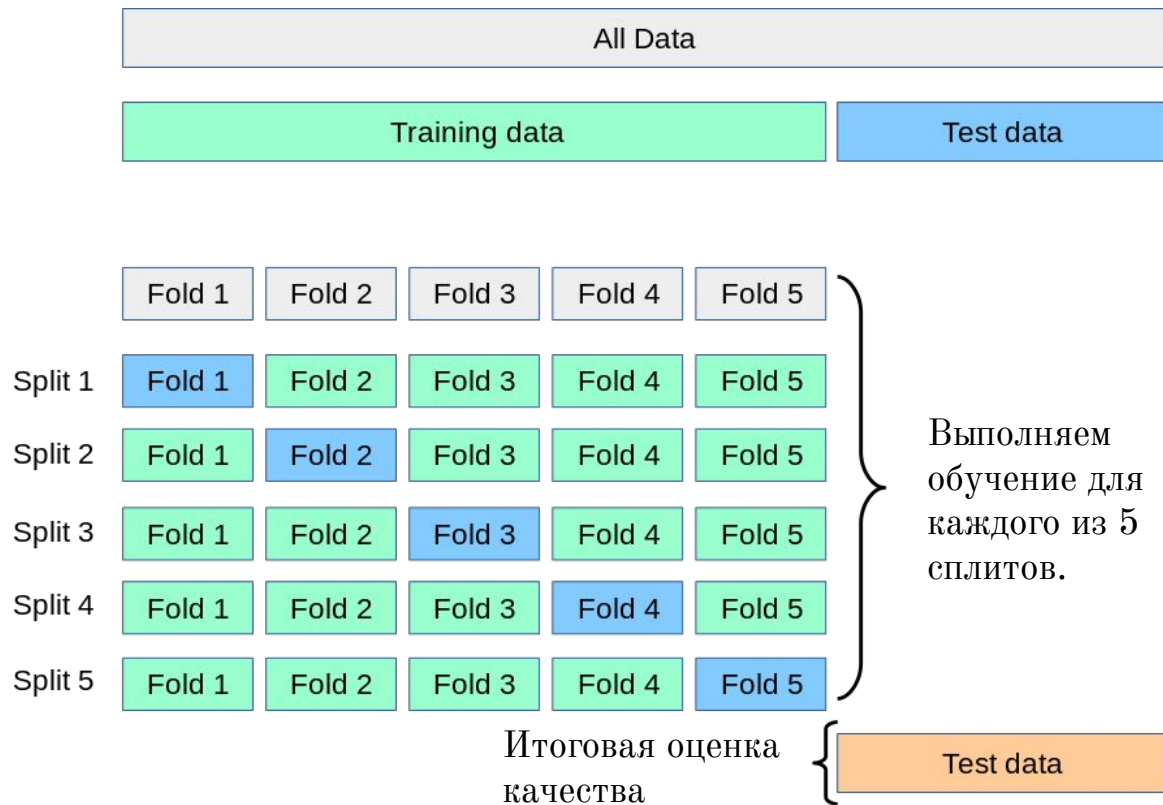 All Data
Training data Test data
Fold 1 Fold 2 Fold 3 Fold 4 Fold 5
Split 1 Fold 1 Fold 2 Fold 3 Fold 4 Fold 5
Split 2 Fold 1 Fold 2 Fold 3 Fold 4 Fold 5
Split 3 Fold 1 Fold 2 Fold 3 Fold 4 Fold 5
Split 4 Fold 1 Fold 2 Fold 3 Fold 4 Fold 5
Split 5 Fold 1 Fold 2 Fold 3 Fold 4 Fold 5
Выполняем
обучение для
каждого из 5
сплитов.
Итоговая оценка
качества
Test data